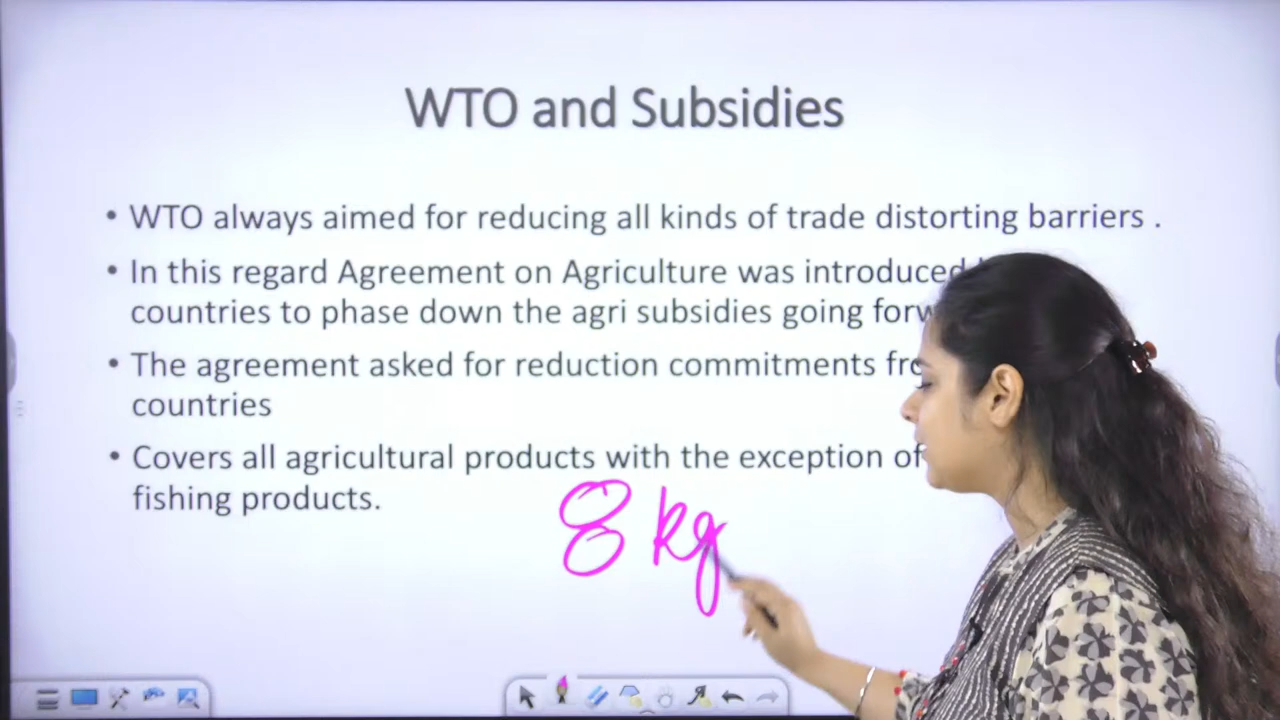 WTO and Subsidies
• WTO always aimed for reducing all kinds of trade distorting barriers .
• In this regard Agreement on Agriculture was introduced
countries to phase down the agri subsidies going
• The agreement asked for reduction commitments
countries
• Covers all agricultural products with the exception of
fishing products.
8 kg